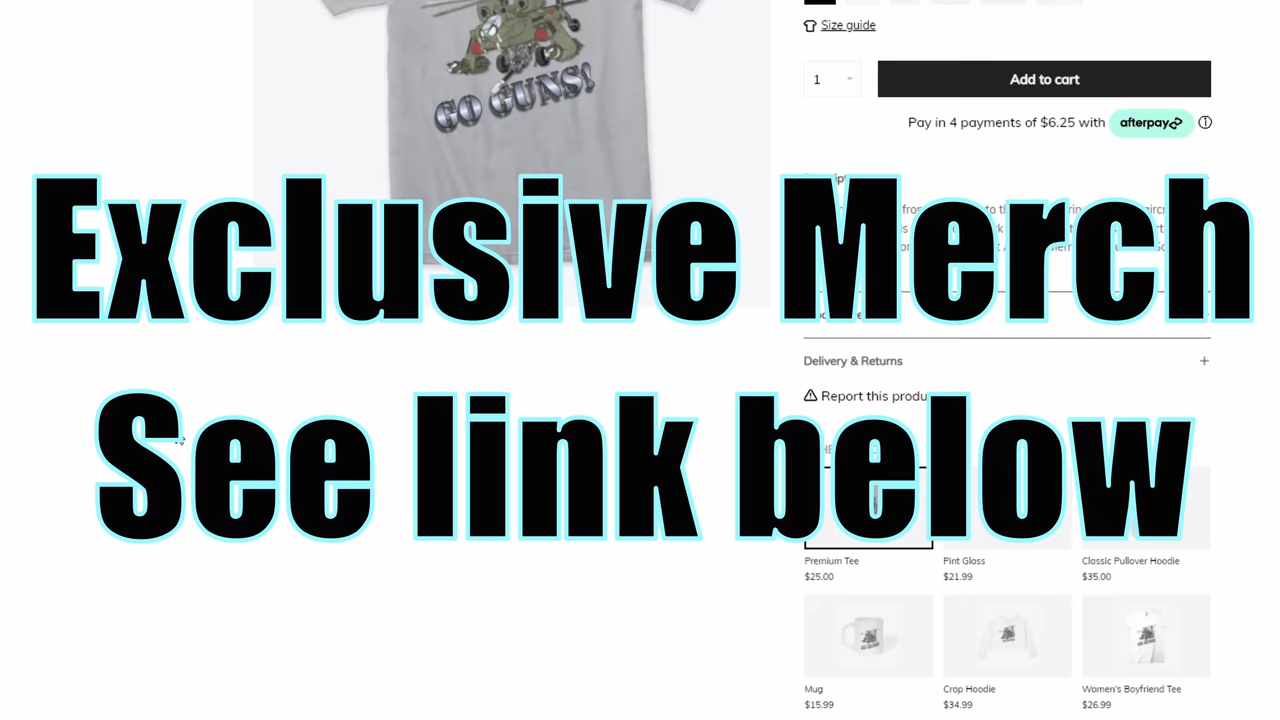 GO GUNS!
Size guide
1
Add to cart
Pay in 4 payments of $6.25 with afterpay
Exclusive Merch
Delivery & Returns
Report this produ
See link below
Premium Tee
$25.00
Pint Glass
$21.99
Classic Pullover Hoodie
$35.00
Mug
$15.99
Crop Hoodie
$34.99
Women's Boyfriend Tee
$26.99